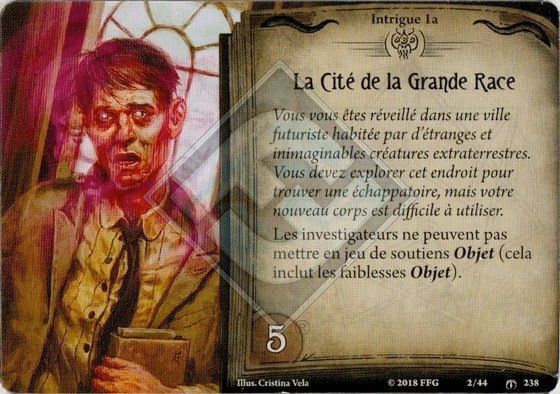 Intrigue 1a
La Cité de la Grande Race
Vous vous êtes réveillé dans une ville
futuriste habitée par d'étranges et
inimaginables créatures extraterrestres.
Vous devez explorer cet endroit pour
trouver une échappatoire, mais votre
nouveau corps est difficile à utiliser.
Les investigateurs ne peuvent pas
mettre en jeu de soutiens Objet (cela
inclut les faiblesses Objet).
5
Illus. Cristina Vela © 2018 FFG 2/44 238